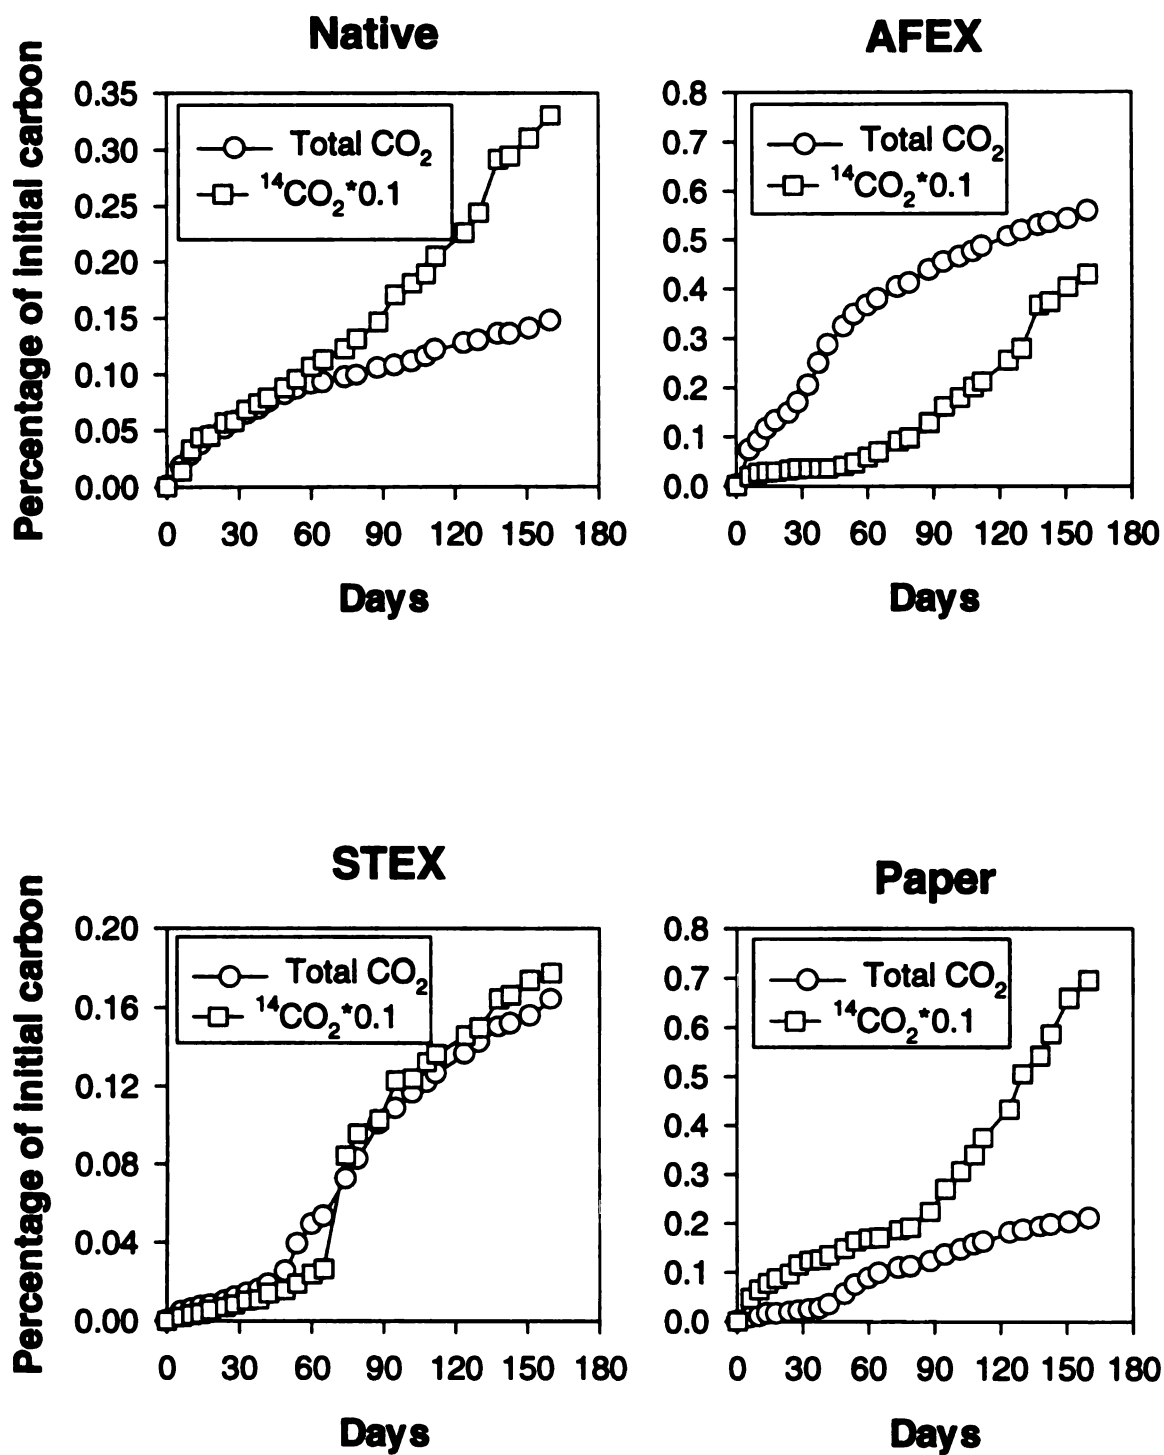 Native
Percentage of initial carbon
0.35
0.30
0.25
0.20
0.15
0.10
0.05
0.00
Total CO₂
¹⁴CO₂*0.1
0 30 60 90 120 150 180
Days
AFEX
0.8
0.7
0.6
0.5
0.4
0.3
0.2
0.1
0.0
Total CO₂
¹⁴CO₂*0.1
0 30 60 90 120 150 180
Days
STEX
Percentage of initial carbon
0.20
0.16
0.12
0.08
0.04
0.00
Total CO₂
¹⁴CO₂*0.1
0 30 60 90 120 150 180
Days
Paper
0.8
0.7
0.6
0.5
0.4
0.3
0.2
0.1
0.0
Total CO₂
¹⁴CO₂*0.1
0 30 60 90 120 150 180
Days